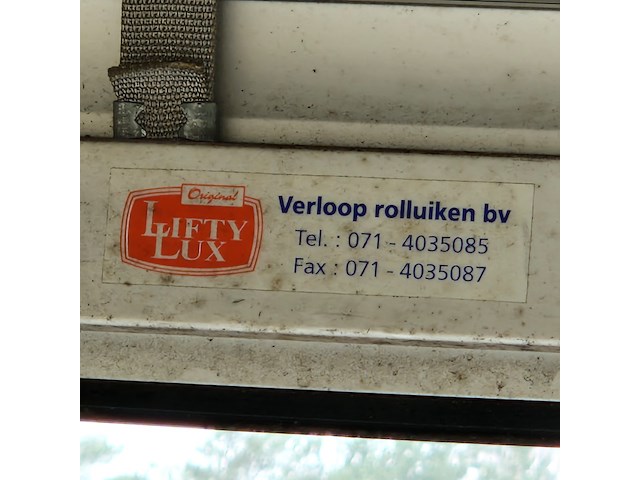 Original
LIFTY
LUX
Verloop rolluiken bv
Tel. : 071 - 4035085
Fax : 071 - 4035087